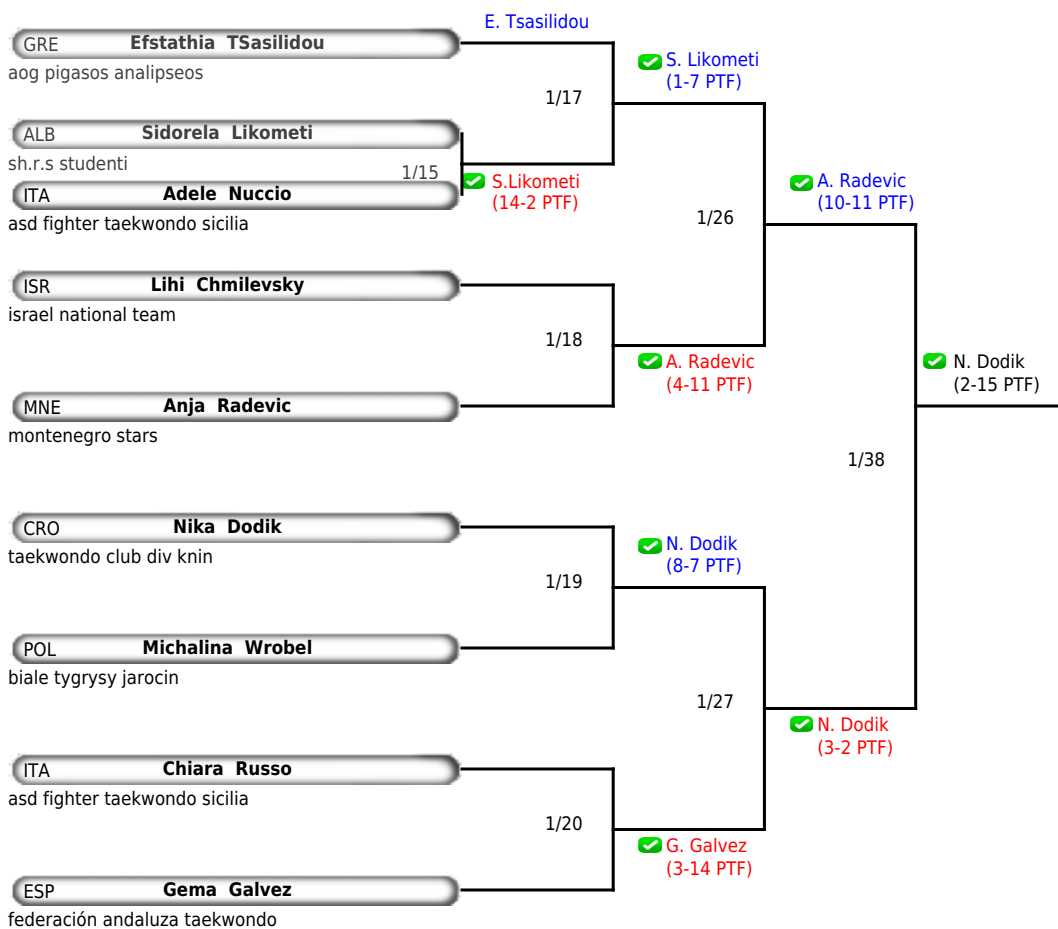 E. Tsasilidou
GRE Efstathia TSasilidou
aog pigasos analipseos
S. Likometi
(1-7 PTF)
1/17
ALB Sidorela Likometi
sh.r.s studenti
1/15
S.Likometi
(14-2 PTF)
ITA Adele Nuccio
asd fighter taekwondo sicilia
A. Radevic
(10-11 PTF)
1/26
ISR Lihi Chmilevsky
israel national team
1/18
A. Radevic
(4-11 PTF)
N. Dodik
(2-15 PTF)
MNE Anja Radevic
montenegro stars
1/38
CRO Nika Dodik
taekwondo club div knin
N. Dodik
(8-7 PTF)
1/19
POL Michalina Wrobel
biale tygrysy jarocin
1/27
N. Dodik
(3-2 PTF)
ITA Chiara Russo
asd fighter taekwondo sicilia
1/20
G. Galvez
(3-14 PTF)
ESP Gema Galvez
federación andaluza taekwondo